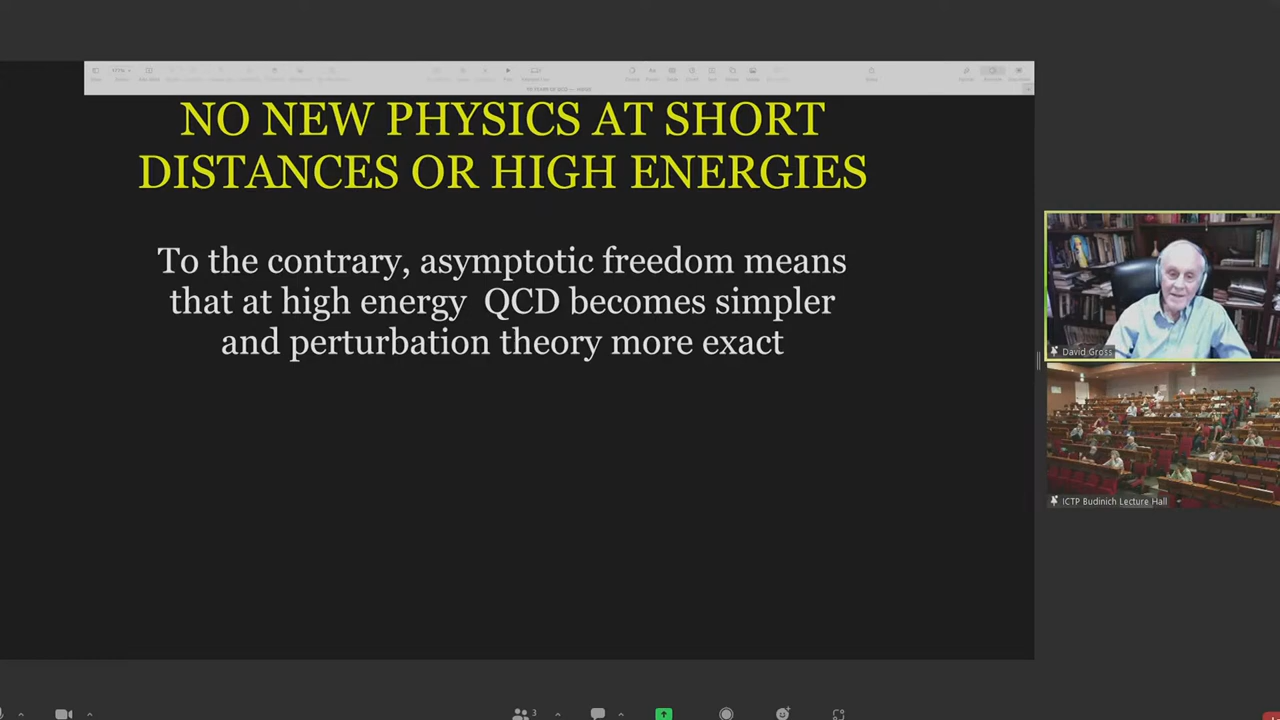 NO NEW PHYSICS AT SHORT
DISTANCES OR HIGH ENERGIES
To the contrary, asymptotic freedom means
that at high energy QCD becomes simpler
and perturbation theory more exact
David Gross
ICTP Budinich Lecture Hall
3